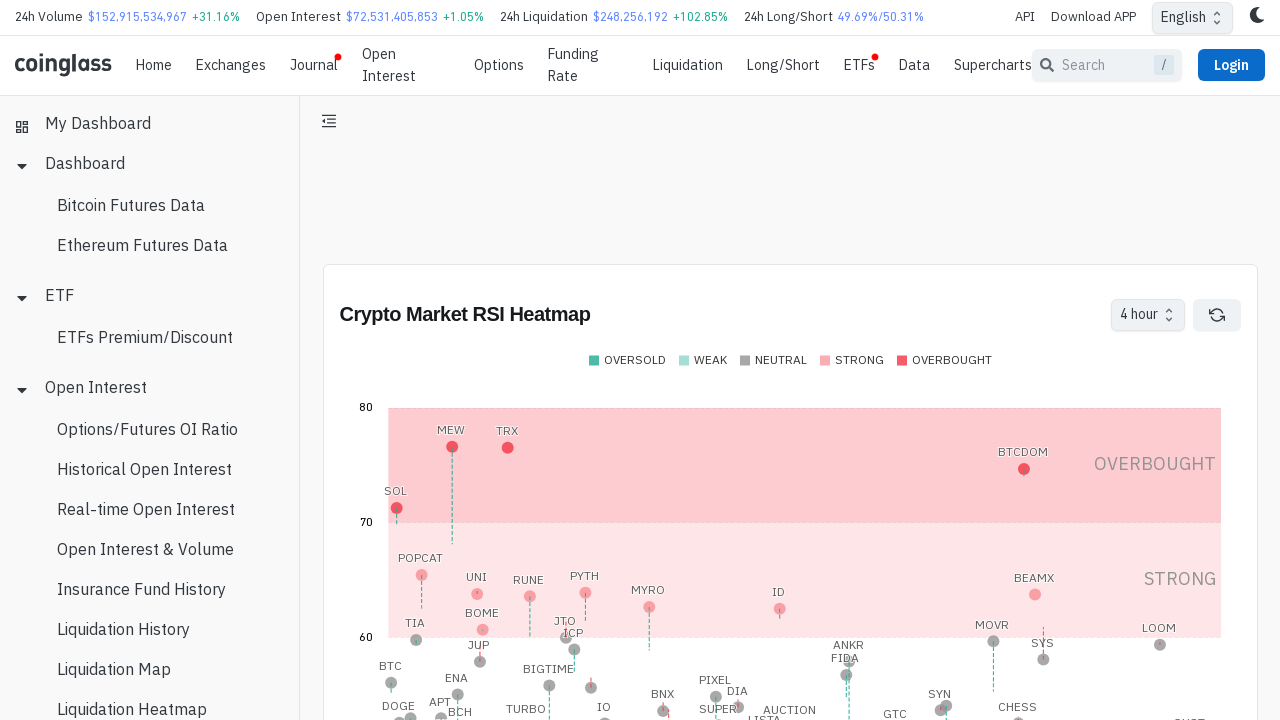 24h Volume $152,915,534,967 +31.16% Open Interest $72,531,405,853 +1.05% 24h Liquidation $248,256,192 +102.85% 24h Long/Short 49.69%/50.31% API Download APP English
coinglass Home Exchanges Journal Open Interest Options Funding Rate Liquidation Long/Short ETFs Data Supercharts Search / Login
My Dashboard
Dashboard
Bitcoin Futures Data
Ethereum Futures Data
ETF
ETFs Premium/Discount
Open Interest
Options/Futures OI Ratio
Historical Open Interest
Real-time Open Interest
Open Interest & Volume
Insurance Fund History
Liquidation History
Liquidation Map
Liquidation Heatmap
Crypto Market RSI Heatmap 4 hour
OVERSOLD WEAK NEUTRAL STRONG OVERBOUGHT
80
MEW TRX
BTCDOM
OVERBOUGHT
SOL
70
POPCAT
UNI RUNE PYTH BEAMX STRONG
MYRO ID
BOME
TIA JTO MOVR LOOM
ICP
60
JUP ANKR SYS
FIDA
BTC BIGTIME
ENA PIXEL
BNX DIA SYN
DOGE APT BCH TURBO IO SUPER AUCTION GTC CHESS